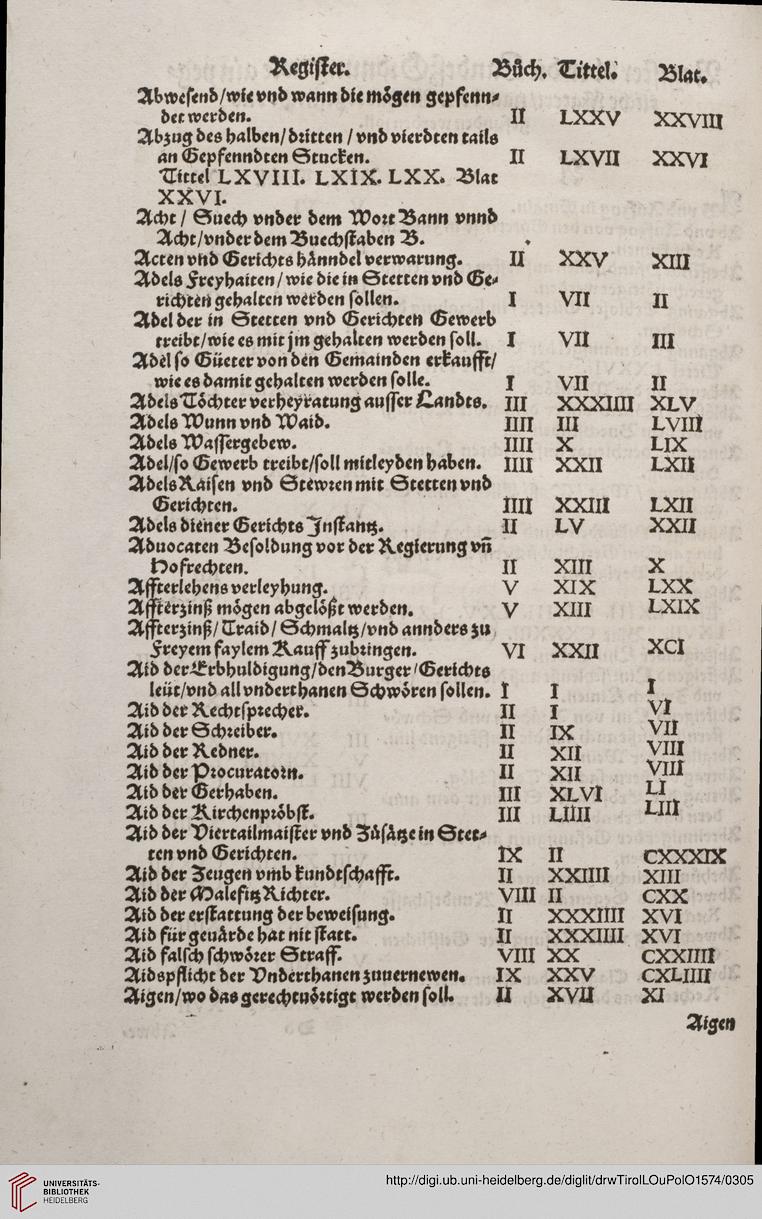 Register. Bůch. Tittel. Blat.
Abwesend/wie vnd wann die mögen gepfenn⸗
det werden. II LXXV XXVIII
Abzug des halben/dritten / vnd vierdten tails
an Gepfenndten Stucken. II LXVII XXVI
Tittel LXVIII. LXIX. LXX. Blat
XXVI.
Acht / Suech vnder dem Wort Bann vnnd
Acht/vnder dem Buechstaben B.
Acten vnd Gerichts hånndel verwarung. II XXV XIII
Adels Freyhaiten/wie die in Stetten vnd Ge⸗
richten gehalten werden sollen. I VII II
Adel der in Stetten vnd Gerichten Gewerb
treibt/wie es mit jm gehalten werden soll. I VII III
Adel so Güeter von den Gemainden erkaufft/
wie es damit gehalten werden solle. I VII II
Adels Töchter verheyratung ausser Landts. III XXXIIII XLV
Adels Wunn vnd Waid. IIII III LVIII
Adels Wassergebew. IIII X LIX
Adel/so Gewerb treibt/soll mitleyden haben. IIII XXII LXII
Adels Raisen vnd Stewren mit Stetten vnd
Gerichten. IIII XXIII LXII
Adels diener Gerichts Instantz. II LV XXII
Aduocaten Besoldung vor der Regierung vñ
Hofrechten. II XIII X
Affterlehens verleyhung. V XIX LXX
Affterzinß mögen abgelößt werden. V XIII LXIX
Affterzinß/Traid/Schmaltz/vnd annders zu
Freyem faylem Kauff zubringen. VI XXII XCI
Aid der Erbhuldigung/den Burger/Gerichts
leüt/vnd all vnderthanen Schwören sollen. I I I
Aid der Rechtsprecher. II I VI
Aid der Schreiber. II IX VII
Aid der Redner. II XII VIII
Aid der Procuratorn. II XII VIII
Aid der Gerhaben. III XLVI LI
Aid der Kirchenpröbst. III LIIII LIII
Aid der Viertailmaister vnd Zůsåtze in Stet⸗
ten vnd Gerichten. IX II CXXXIX
Aid der Zeugen vmb kundtschafft. II XXIIII XIII
Aid der Malefitz Richter. VIII II CXX
Aid der erstattung der beweisung. II XXXIIII XVI
Aid für geuårde hat nit statt. II XXXIIII XVI
Aid falsch schwörer Straff. VIII XX CXXIIII
Aidspflicht der Vnderthanen zuuernewen. IX XXV CXLIIII
Aigen/wo das gerechtuörtigt werden soll. II XVII XI
Aigen
UNIVERSITÄTS-
BIBLIOTHEK
HEIDELBERG
http://digi.ub.uni-heidelberg.de/diglit/drwTirolLOuPolO1574/0305